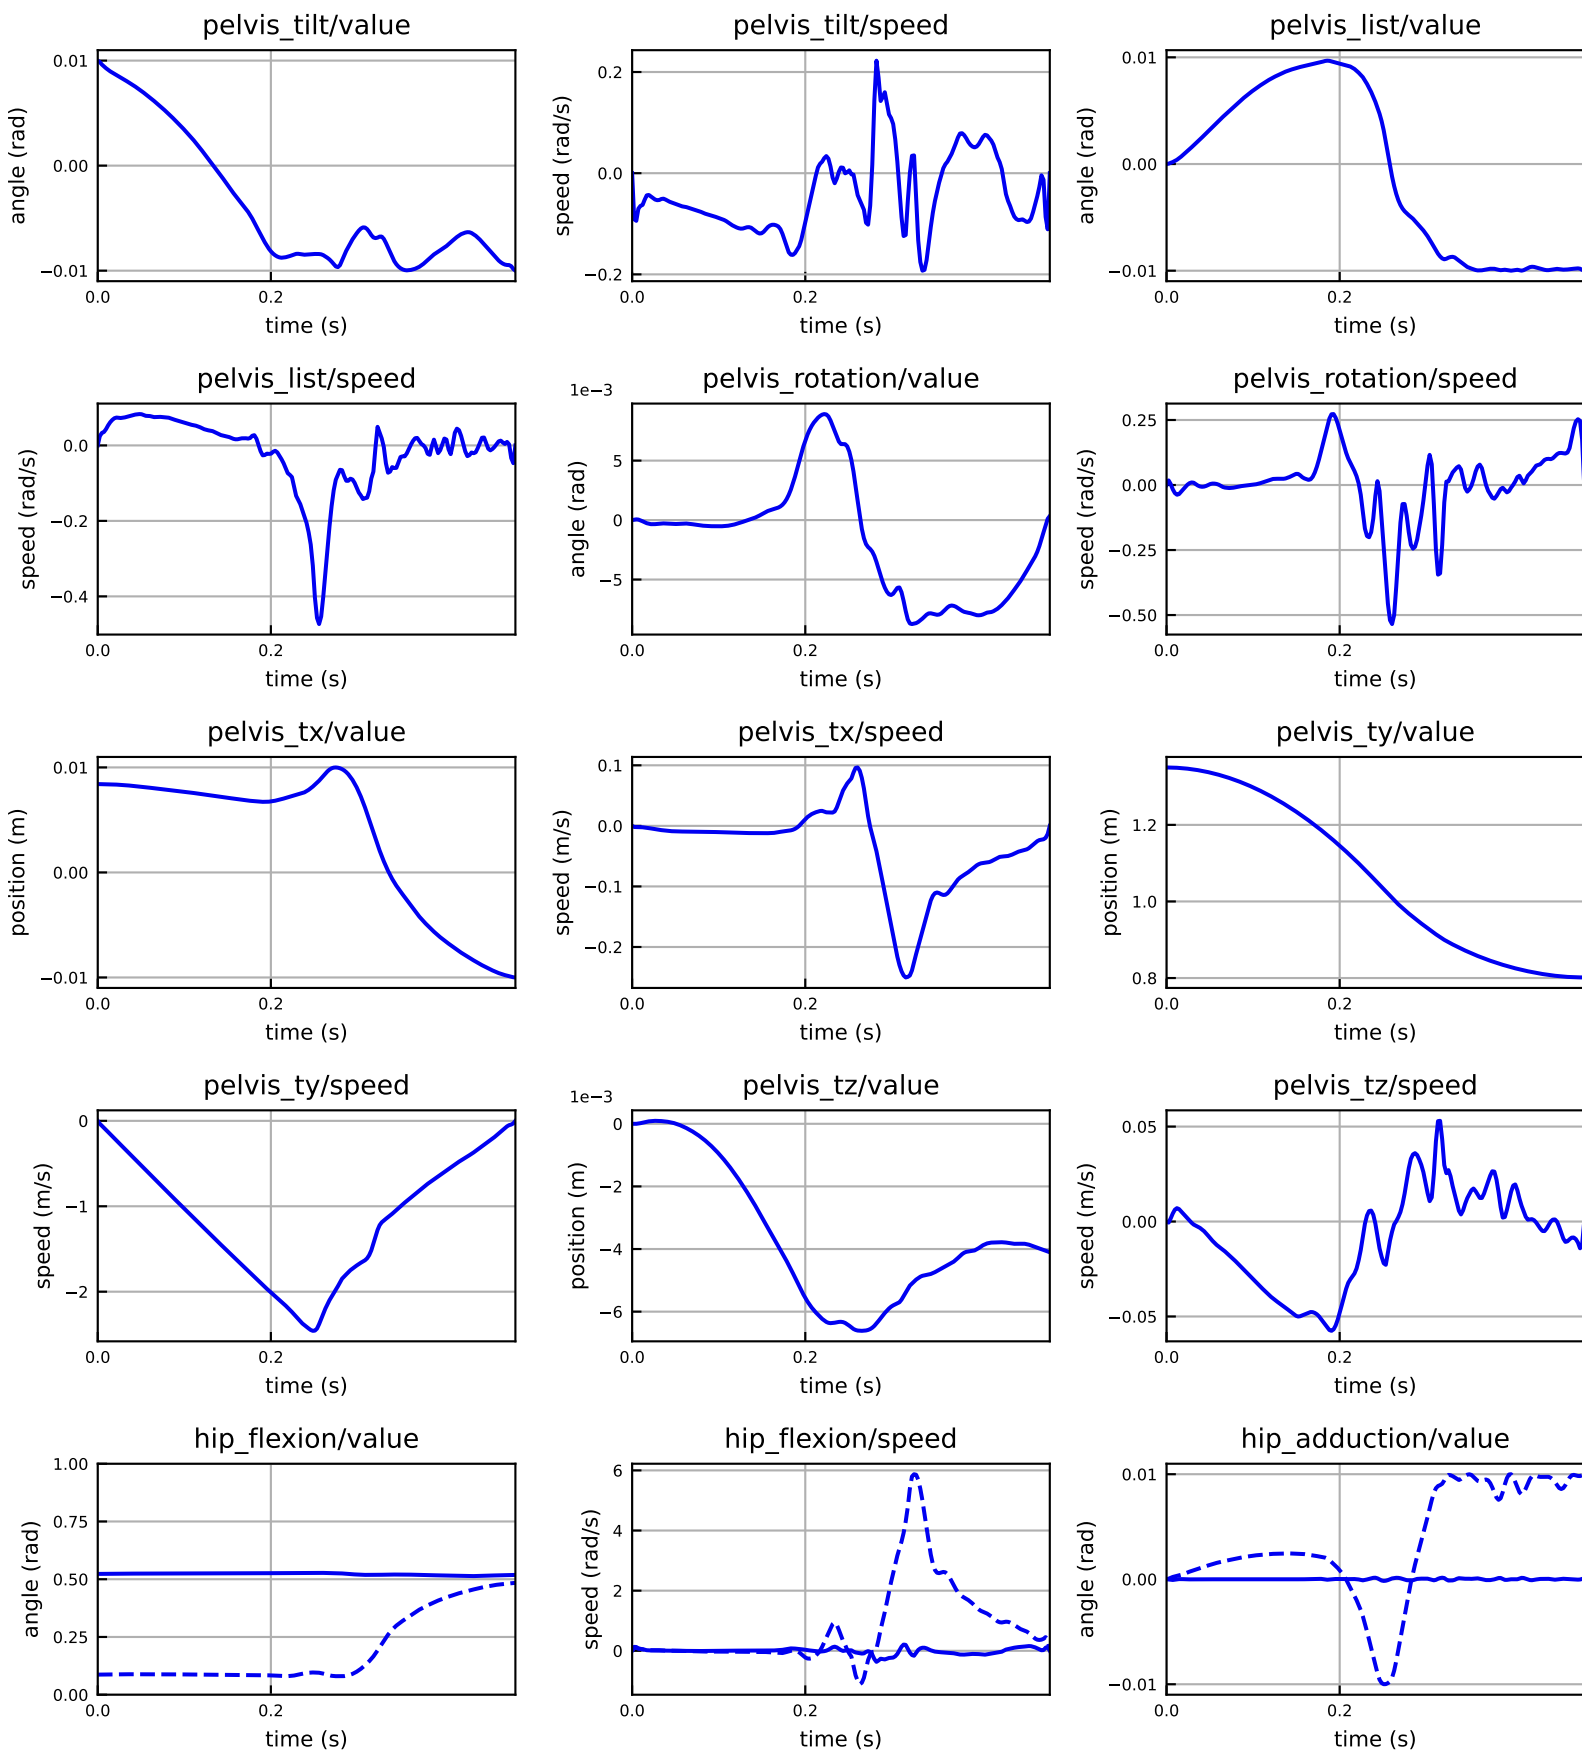 pelvis_tilt/value
pelvis_tilt/speed
pelvis_list/value
0.01
0.00
−0.01
angle (rad)
0.0
0.2
time (s)
0.2
0.0
−0.2
speed (rad/s)
0.0
0.2
time (s)
0.01
0.00
−0.01
angle (rad)
0.0
0.2
time (s)
pelvis_list/speed
pelvis_rotation/value
pelvis_rotation/speed
0.0
−0.2
−0.4
speed (rad/s)
0.0
0.2
time (s)
1e−3
5
0
−5
angle (rad)
0.0
0.2
time (s)
0.25
0.00
−0.25
−0.50
speed (rad/s)
0.0
0.2
time (s)
pelvis_tx/value
pelvis_tx/speed
pelvis_ty/value
0.01
0.00
−0.01
position (m)
0.0
0.2
time (s)
0.1
0.0
−0.1
−0.2
speed (m/s)
0.0
0.2
time (s)
1.2
1.0
0.8
position (m)
0.0
0.2
time (s)
pelvis_ty/speed
pelvis_tz/value
pelvis_tz/speed
0
−1
−2
speed (m/s)
0.0
0.2
time (s)
1e−3
0
−2
−4
−6
position (m)
0.0
0.2
time (s)
0.05
0.00
−0.05
speed (m/s)
0.0
0.2
time (s)
hip_flexion/value
hip_flexion/speed
hip_adduction/value
1.00
0.75
0.50
0.25
0.00
angle (rad)
0.0
0.2
time (s)
6
4
2
0
speed (rad/s)
0.0
0.2
time (s)
0.01
0.00
−0.01
angle (rad)
0.0
0.2
time (s)